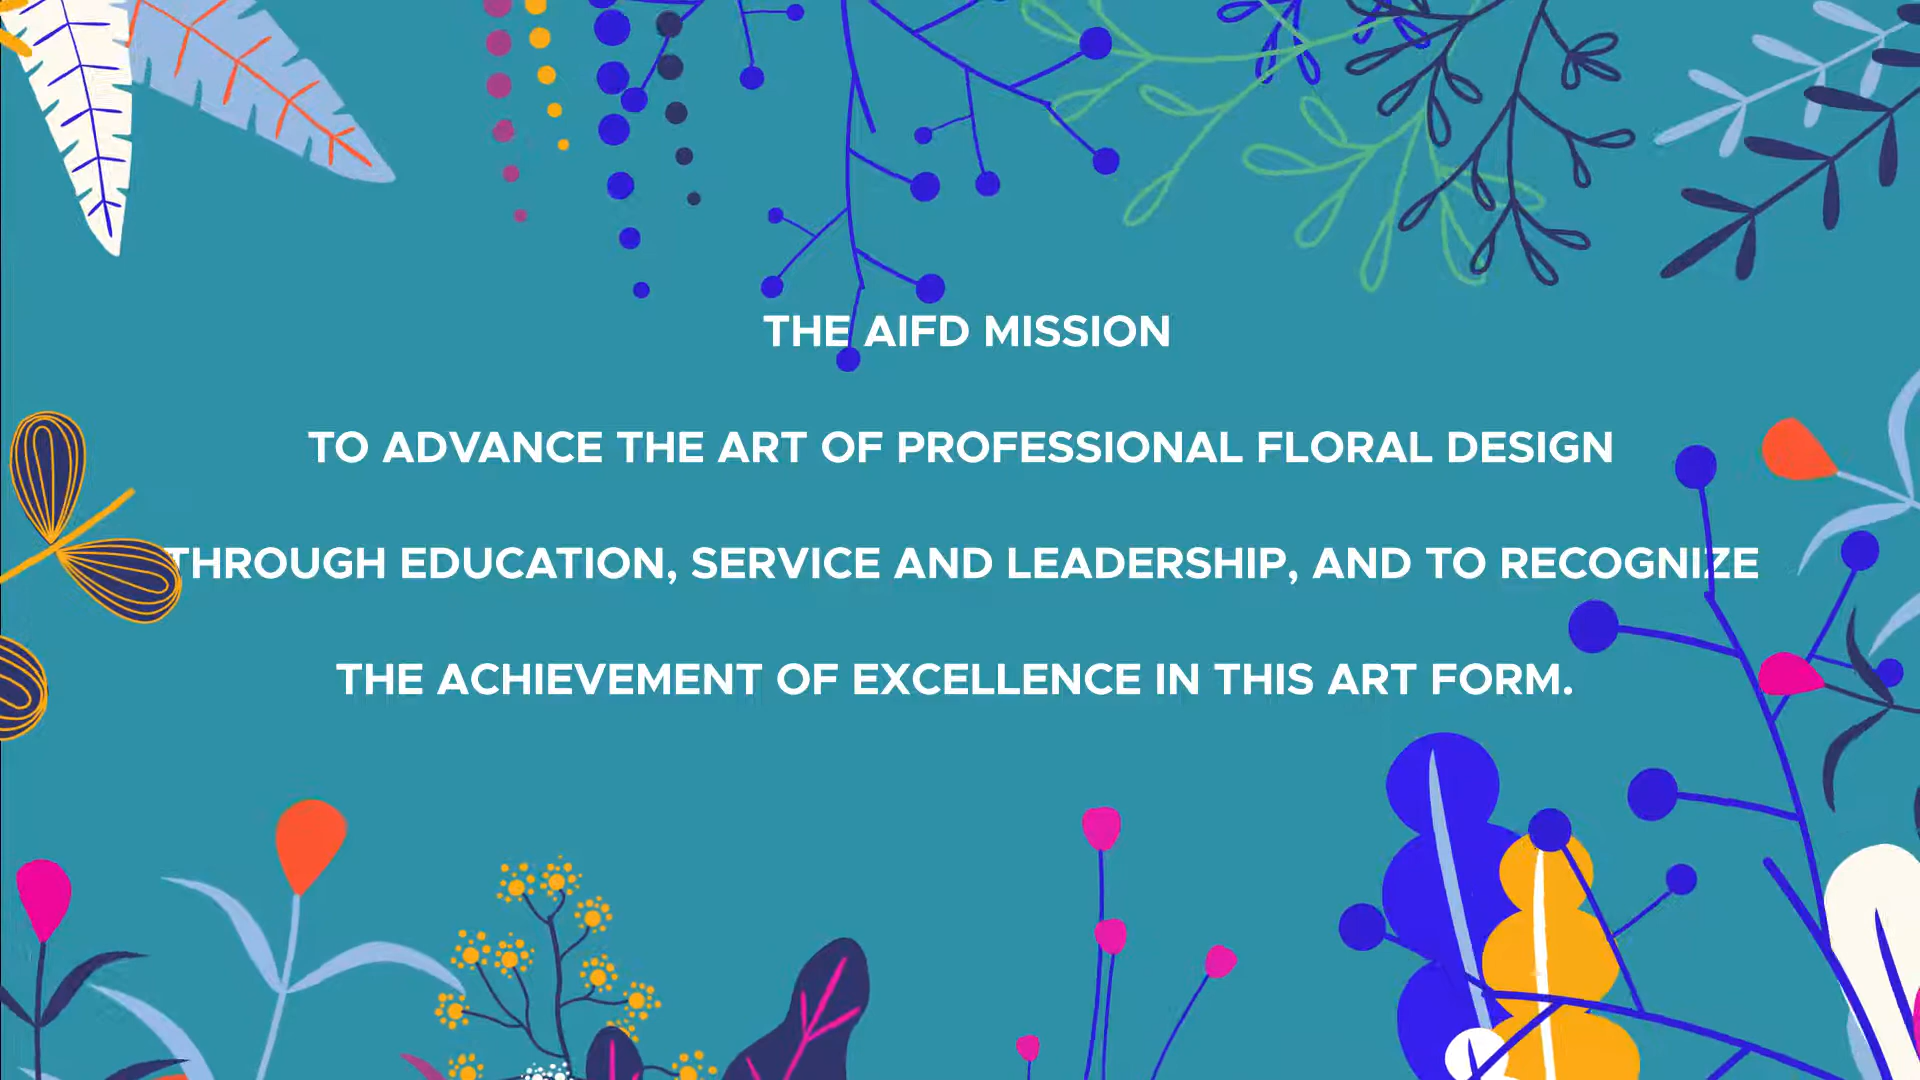 THE AIFD MISSION
TO ADVANCE THE ART OF PROFESSIONAL FLORAL DESIGN
THROUGH EDUCATION, SERVICE AND LEADERSHIP, AND TO RECOGNIZE
THE ACHIEVEMENT OF EXCELLENCE IN THIS ART FORM.